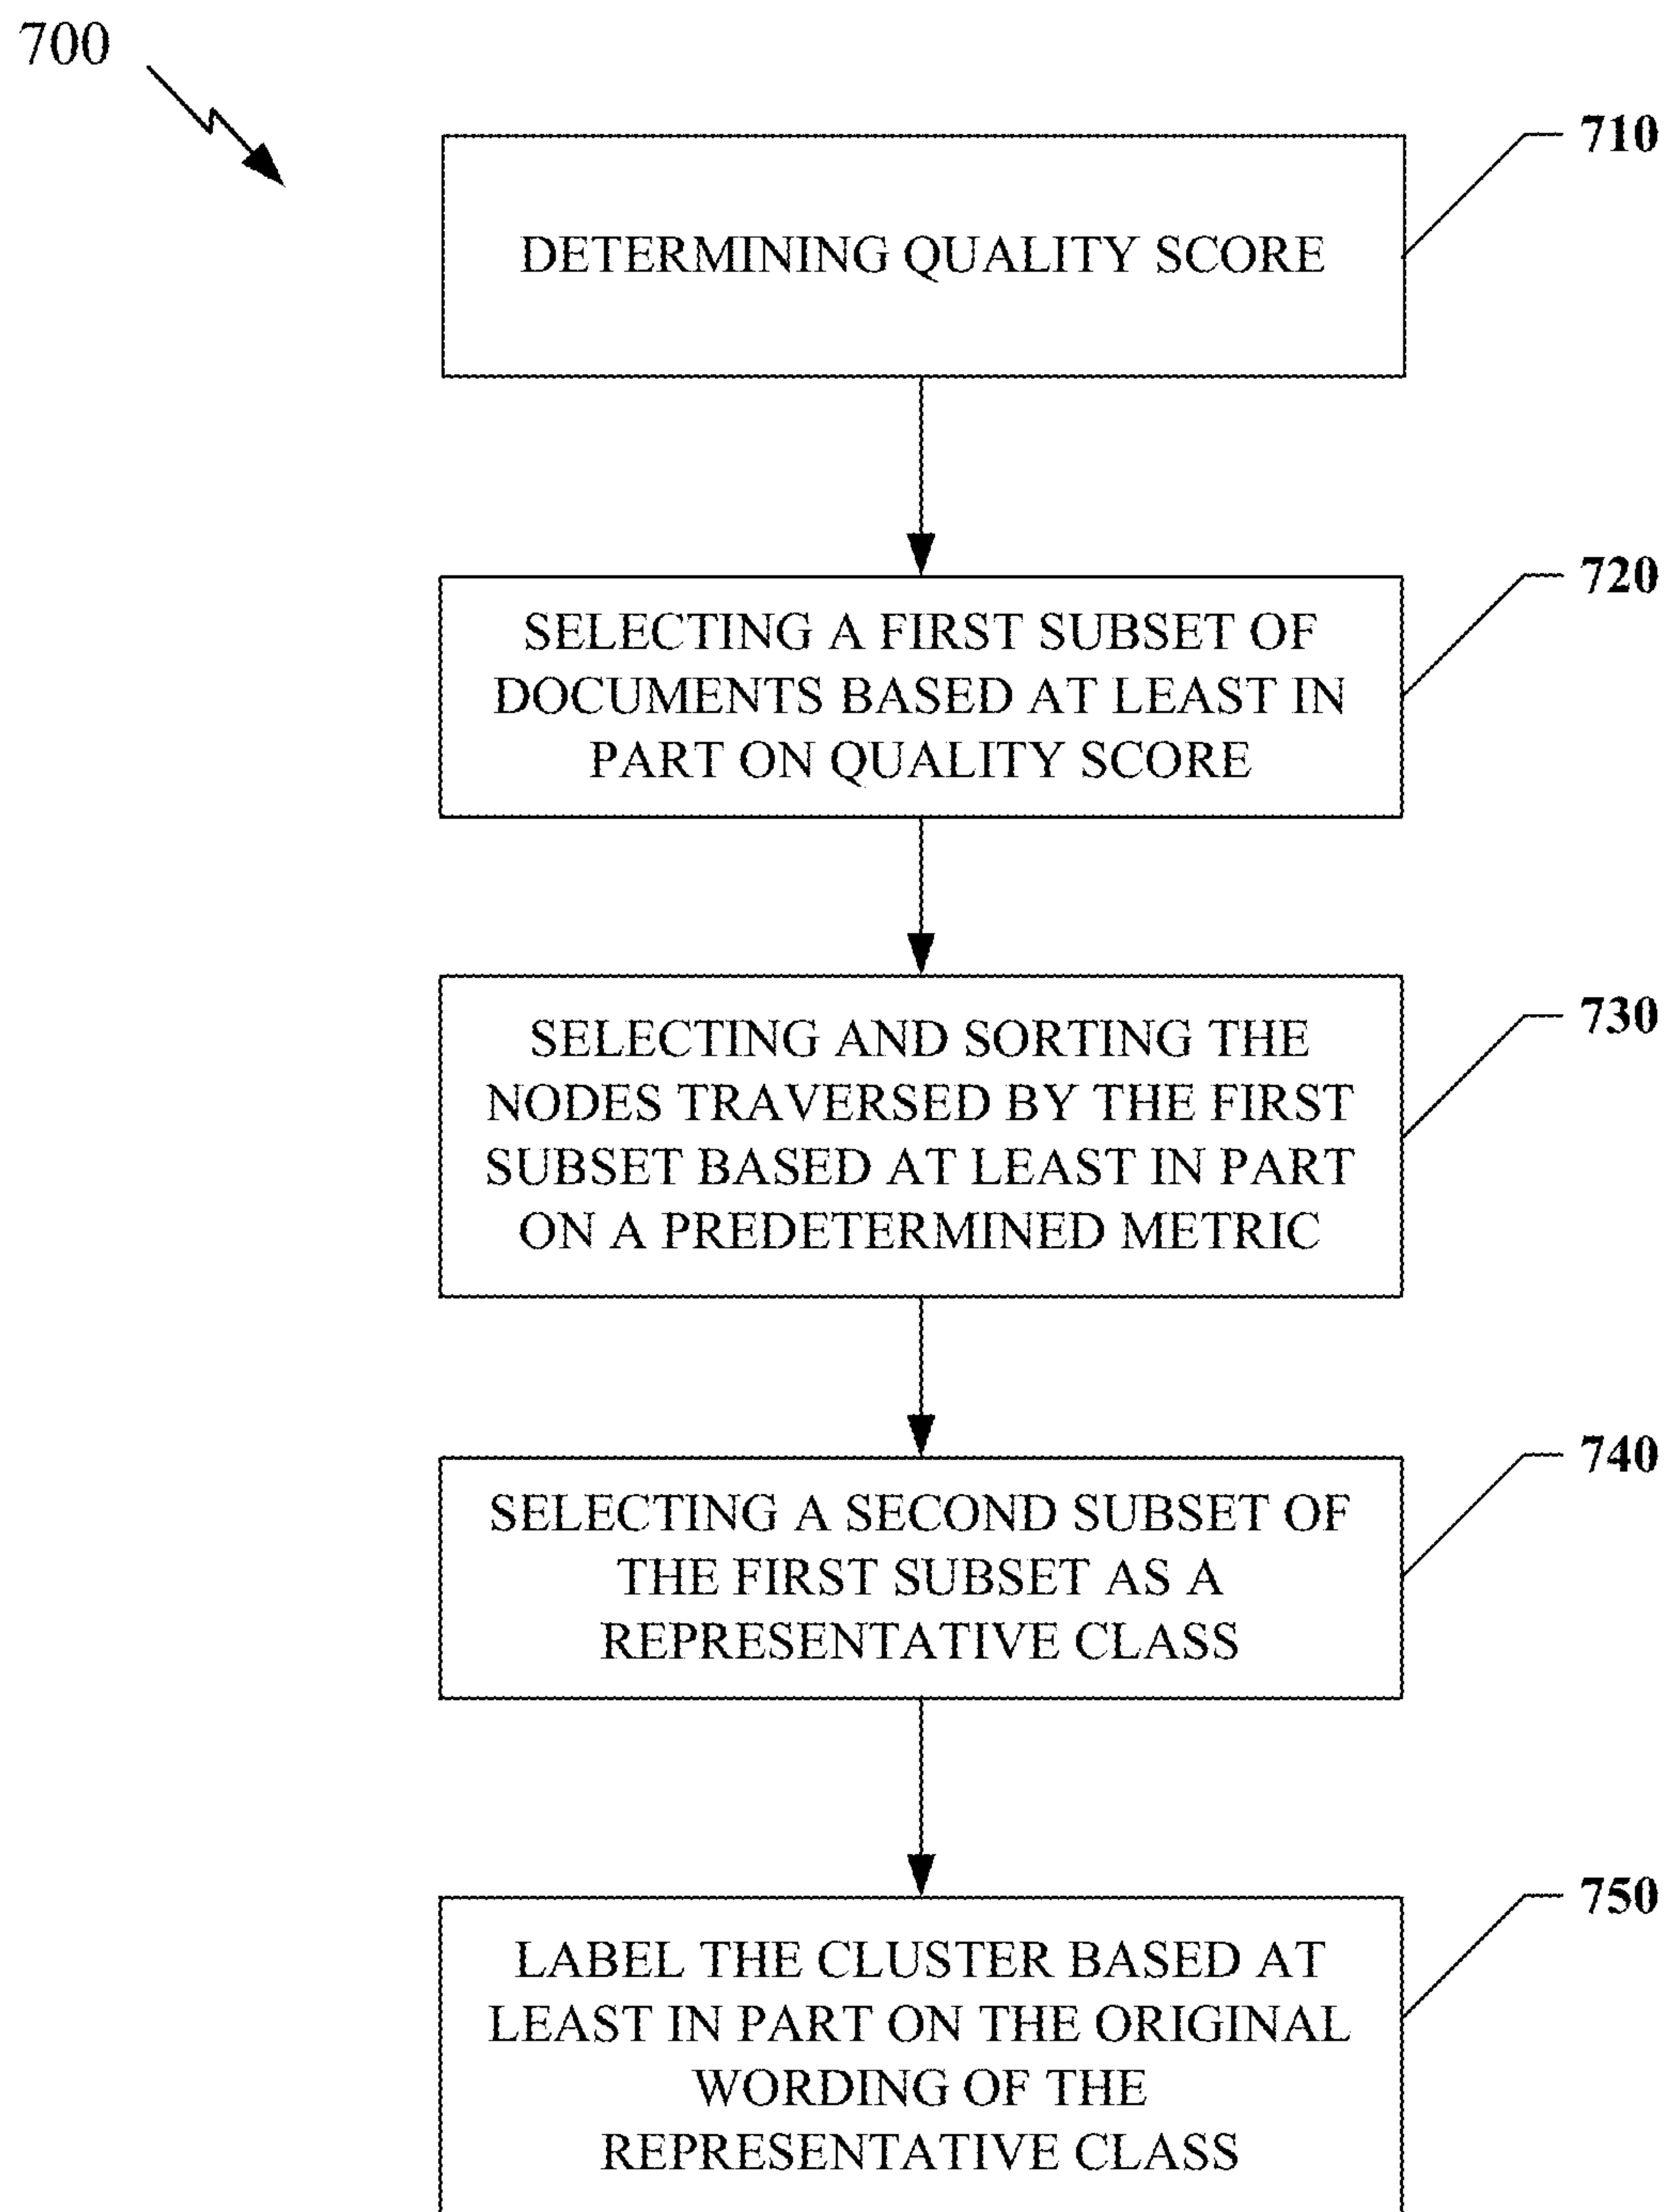 700
710
DETERMINING QUALITY SCORE
720
SELECTING A FIRST SUBSET OF
DOCUMENTS BASED AT LEAST IN
PART ON QUALITY SCORE
730
SELECTING AND SORTING THE
NODES TRAVERSED BY THE FIRST
SUBSET BASED AT LEAST IN PART
ON A PREDETERMINED METRIC
740
SELECTING A SECOND SUBSET OF
THE FIRST SUBSET AS A
REPRESENTATIVE CLASS
750
LABEL THE CLUSTER BASED AT
LEAST IN PART ON THE ORIGINAL
WORDING OF THE
REPRESENTATIVE CLASS